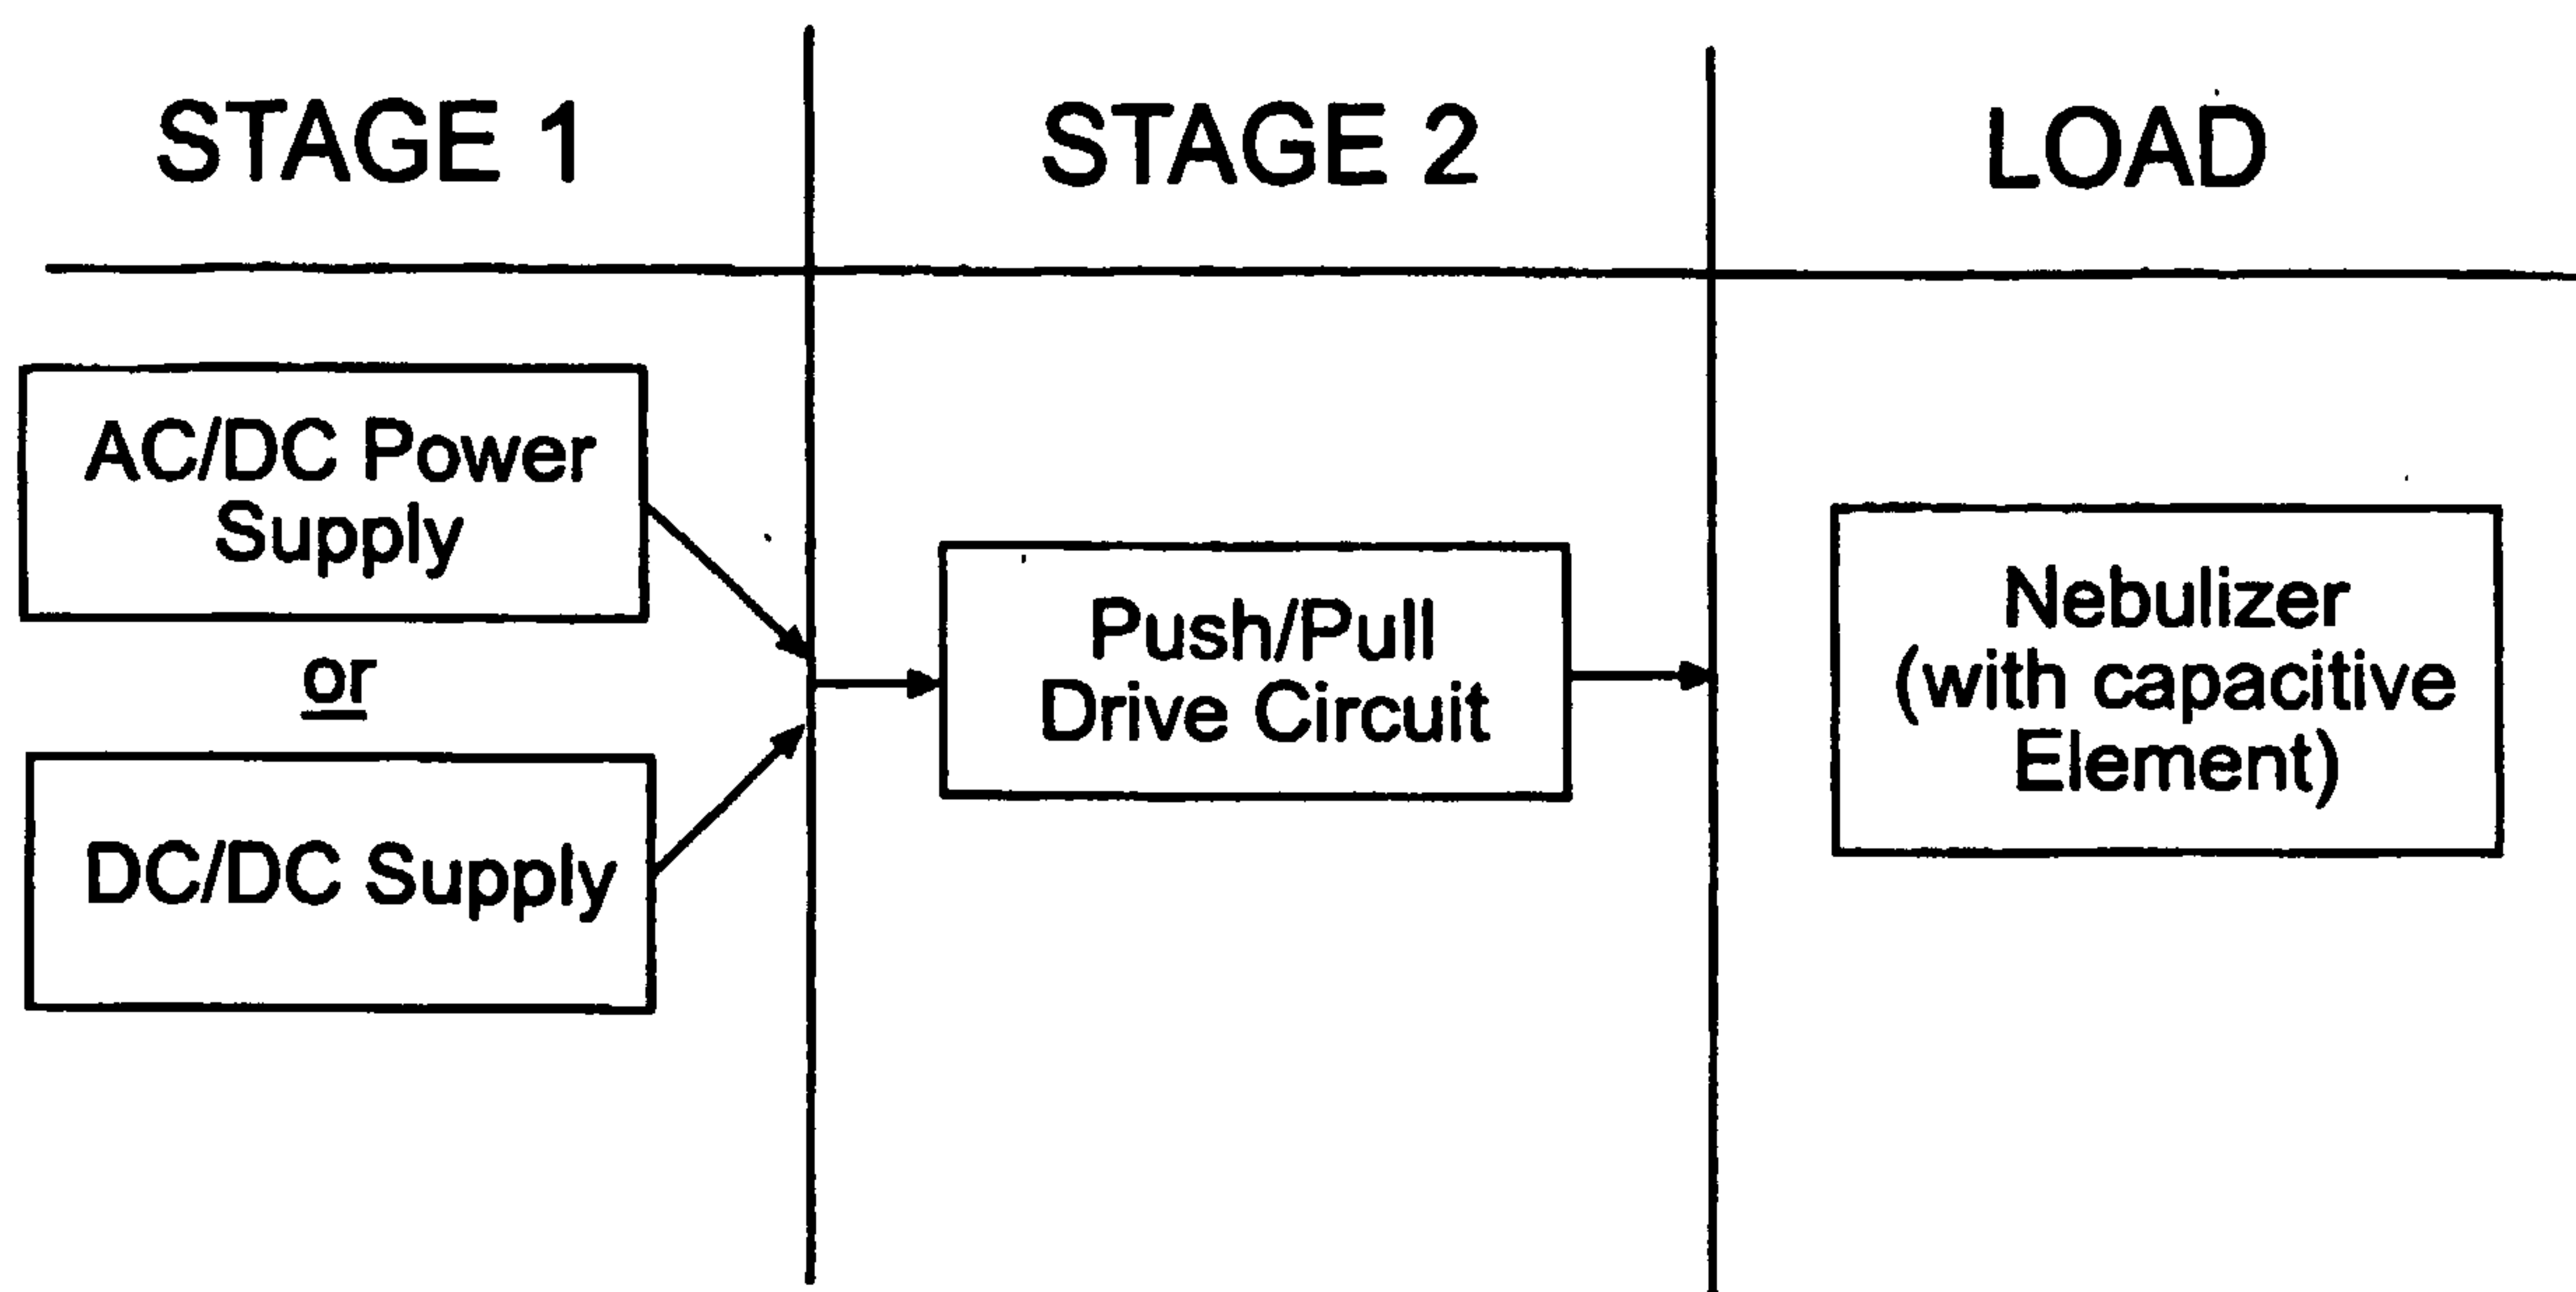 STAGE 1
STAGE 2
LOAD
AC/DC Power
Supply
or
DC/DC Supply
Push/Pull
Drive Circuit
Nebulizer
(with capacitive
Element)